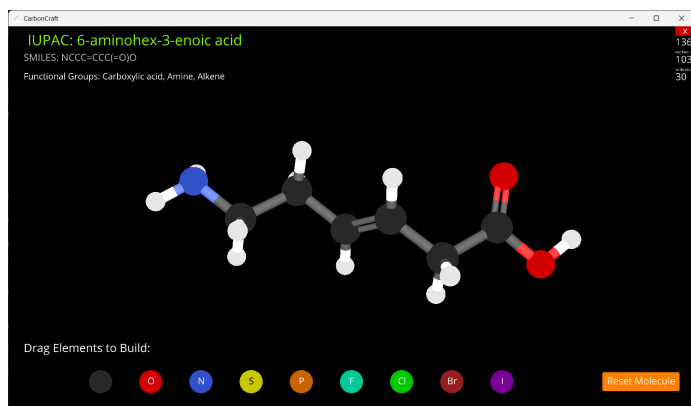 CarbonCraft
IUPAC: 6-aminohex-3-enoic acid
X
SMILES: NCCC=CCC(=O)O
136
103
Functional Groups: Carboxylic acid, Amine, Alkene
30
Drag Elements to Build:
O N S P F Cl Br I
Reset Molecule